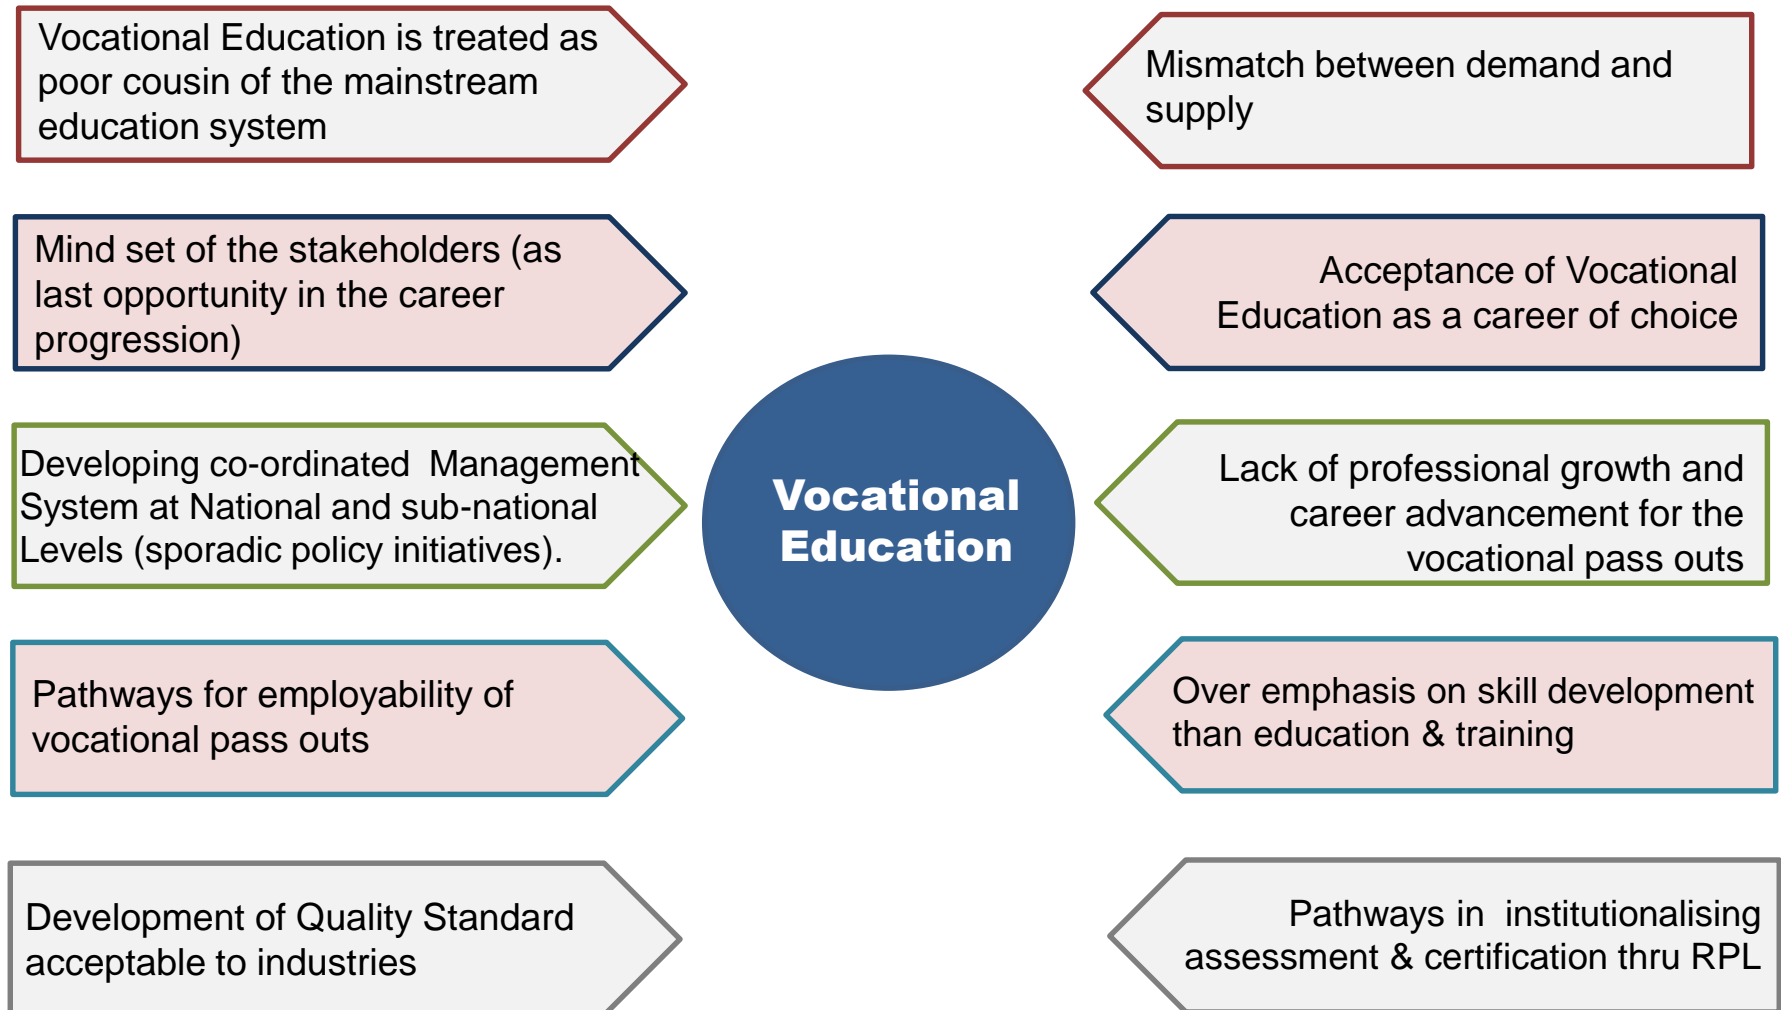 Vocational Education is treated as
poor cousin of the mainstream
education system
Mind set of the stakeholders (as
last opportunity in the career
progression)
Developing co-ordinated  Management
System at National and sub-national
Levels (sporadic policy initiatives).
Pathways for employability of
vocational pass outs
Development of Quality Standard
acceptable to industries
Vocational
Education
Mismatch between demand and
supply
Acceptance of Vocational
Education as a career of choice
Lack of professional growth and
career advancement for the
vocational pass outs
Over emphasis on skill development
than education & training
Pathways in  institutionalising
assessment & certification thru RPL